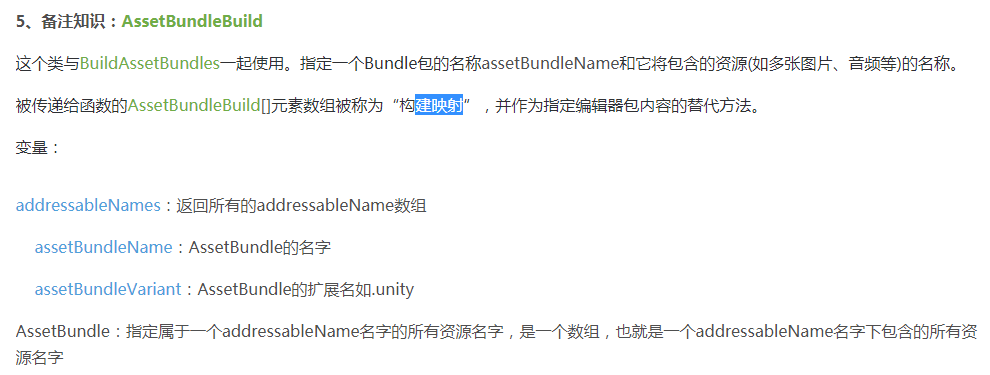 5、备注知识：AssetBundleBuild
这个类与BuildAssetBundles一起使用。指定一个Bundle包的名称assetBundleName和它将包含的资源(如多张图片、音频等)的名称。
被传递给函数的AssetBundleBuild[]元素数组被称为“构建映射”，并作为指定编辑器包内容的替代方法。
变量：
addressableNames：返回所有的addressableName数组
assetBundleName：AssetBundle的名字
assetBundleVariant：AssetBundle的扩展名如.unity
AssetBundle：指定属于一个addressableName名字的所有资源名字，是一个数组，也就是一个addressableName名字下包含的所有资
源名字